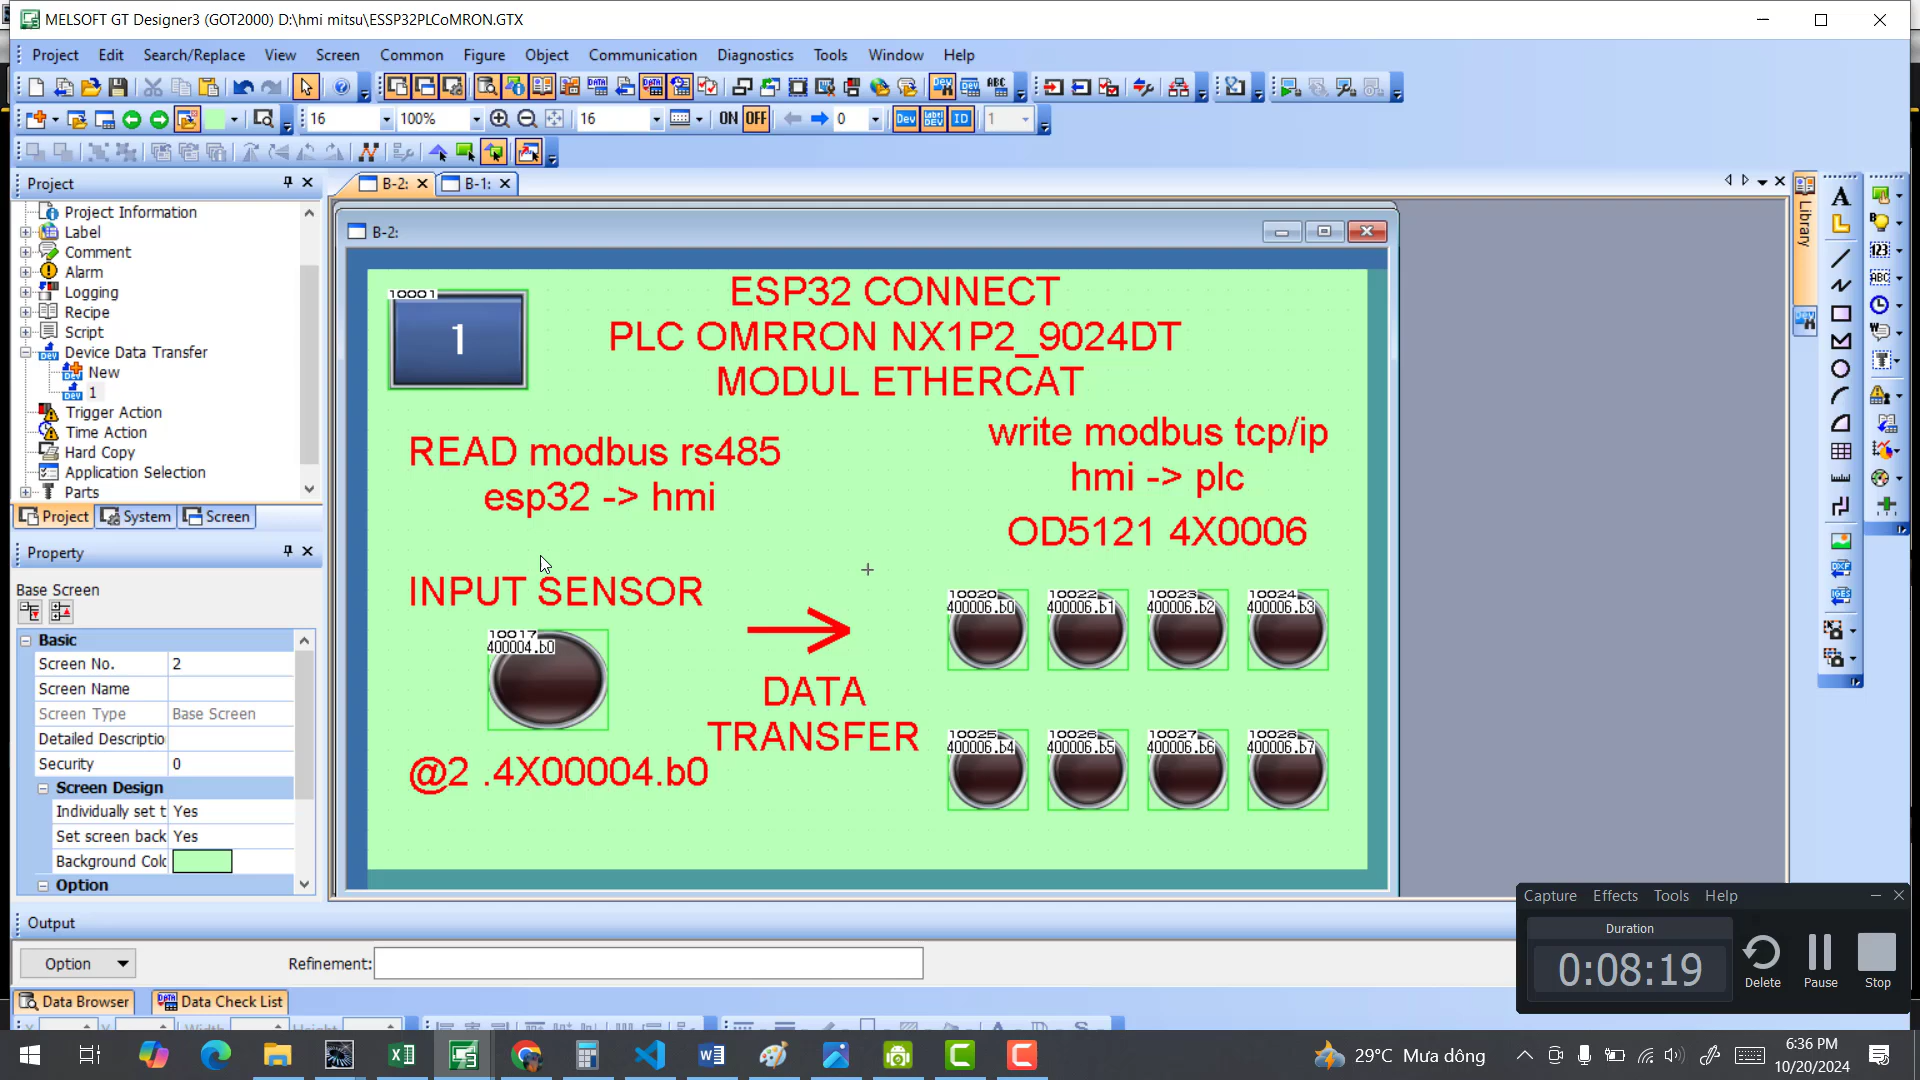 MELSOFT GT Designer3 (GOT2000) D:\hmi mitsu\ESSP32PLCoMRON.GTX
Project Edit Search/Replace View Screen Common Figure Object Communication Diagnostics Tools Window Help
16 100% 16 ON OFF 0 Dev ID 1
Project
B-2: B-1:
Project Information
Label
Comment
Alarm
Logging
Recipe
Script
Device Data Transfer
New
1
Trigger Action
Time Action
Hard Copy
Application Selection
Parts
Project System Screen
Property
Base Screen
Basic
Screen No. 2
Screen Name
Screen Type Base Screen
Detailed Descriptio
Security 0
Screen Design
Individually set t Yes
Set screen back Yes
Background Colc
Option
B-2:
10001
1
ESP32 CONNECT
PLC OMRRON NX1P2_9024DT
MODUL ETHERCAT
READ modbus rs485
esp32 -> hmi
write modbus tcp/ip
hmi -> plc
OD5121 4X0006
INPUT SENSOR
10017
400004.b0
@2 .4X00004.b0
DATA
TRANSFER
10020 10022 10023 10024
400006.b0 400006.b1 400006.b2 400006.b3
10025 10026 10027 10028
400006.b4 400006.b5 400006.b6 400006.b7
Library
Output
Option Refinement:
Data Browser Data Check List
Capture Effects Tools Help
Duration
0:08:19
Delete Pause Stop
29°C Mưa dông
6:36 PM
10/20/2024